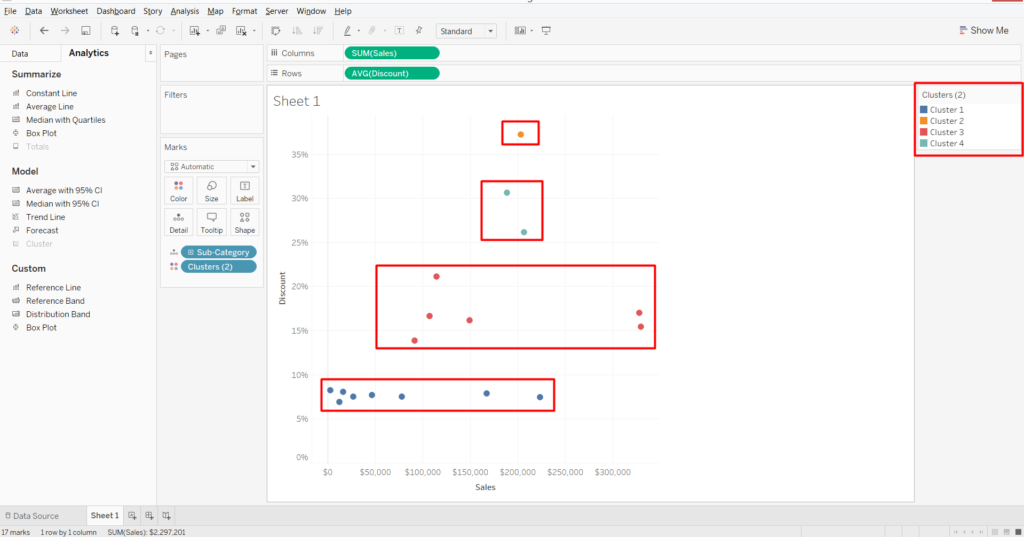 File Data Worksheet Dashboard Story Analysis Map Format Server Window Help
Standard
Show Me
Data Analytics
Summarize
Constant Line
Average Line
Median with Quartiles
Box Plot
Totals
Model
Average with 95% CI
Median with 95% CI
Trend Line
Forecast
Cluster
Custom
Reference Line
Reference Band
Distribution Band
Box Plot
Pages
Filters
Marks
Automatic
Color Size Label
Detail Tooltip Shape
Sub-Category
Clusters (2)
Columns SUM(Sales)
Rows AVG(Discount)
Sheet 1
35%
30%
25%
20%
15%
10%
5%
0%
Discount
$0 $50,000 $100,000 $150,000 $200,000 $250,000 $300,000
Sales
Clusters (2)
Cluster 1
Cluster 2
Cluster 3
Cluster 4
Data Source Sheet 1
17 marks 1 row by 1 column SUM(Sales): $2,297,201